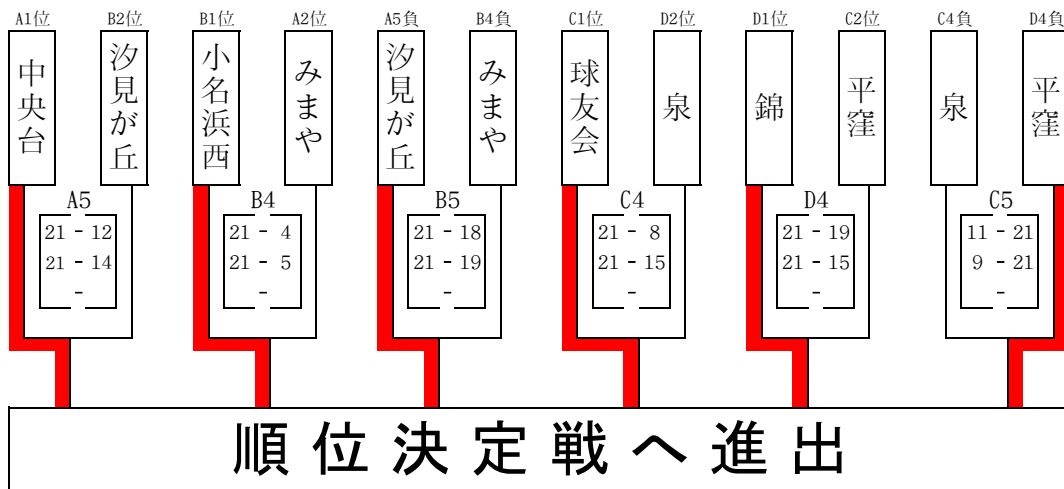 A1位 B2位 B1位 A2位 A5負 B4負 C1位 D2位 D1位 C2位 C4負 D4負
中央台 汐見が丘 小名浜西 みまや 汐見が丘 みまや 球友会 泉 錦 平窪 泉 平窪
A5 B4 B5 C4 D4 C5
21 - 12 21 - 4 21 - 18 21 - 8 21 - 19 11 - 21
21 - 14 21 - 5 21 - 19 21 - 15 21 - 15 9 - 21
- - - - - -
順位決定戦へ進出